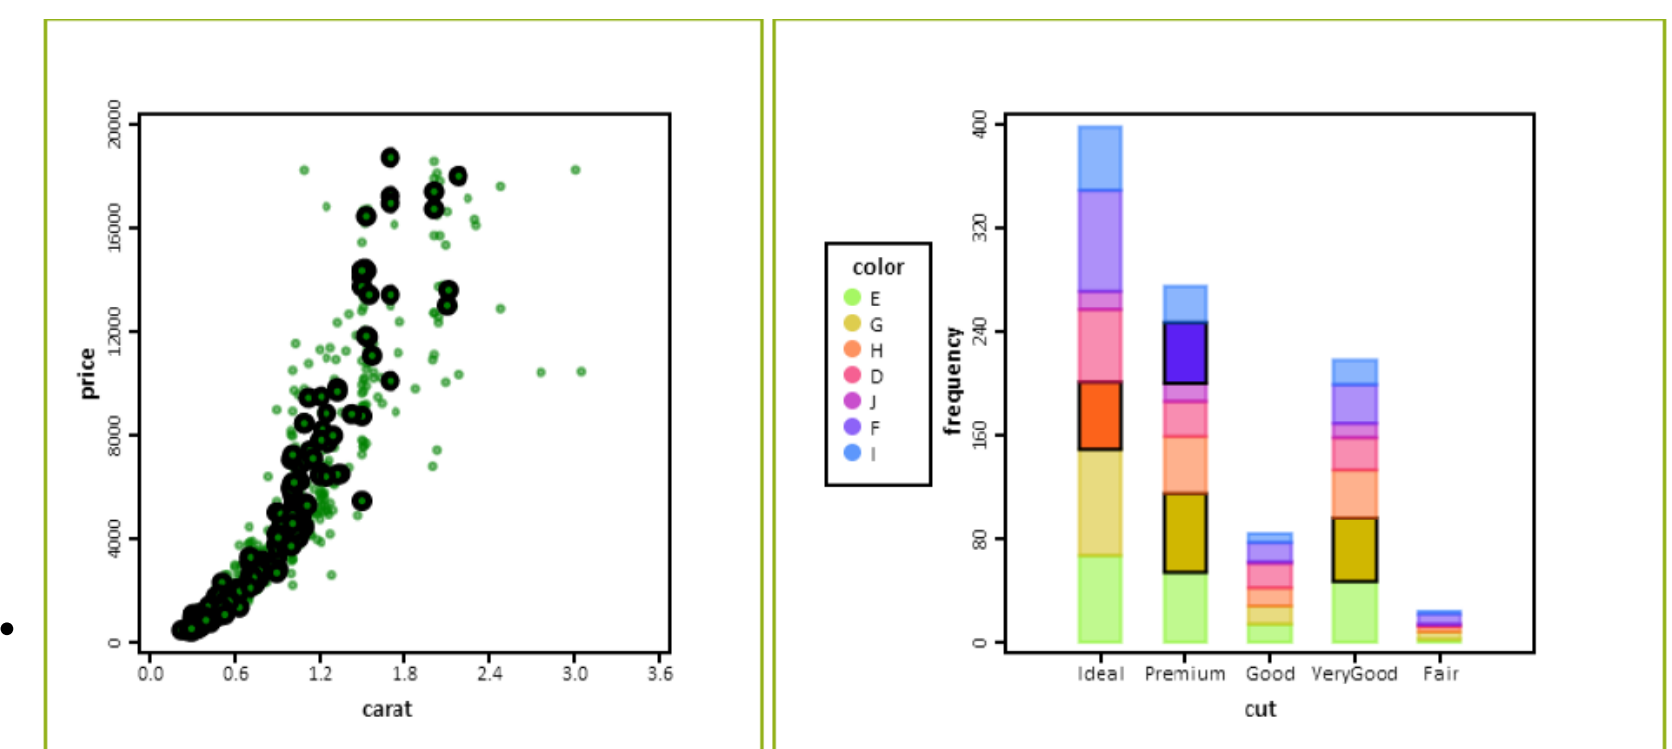 20000
16000
12000
8000
4000
0
price
0.0 0.6 1.2 1.8 2.4 3.0 3.6
carat
color
E
G
H
D
J
F
I
400
320
240
160
80
0
frequency
Ideal Premium Good VeryGood Fair
cut